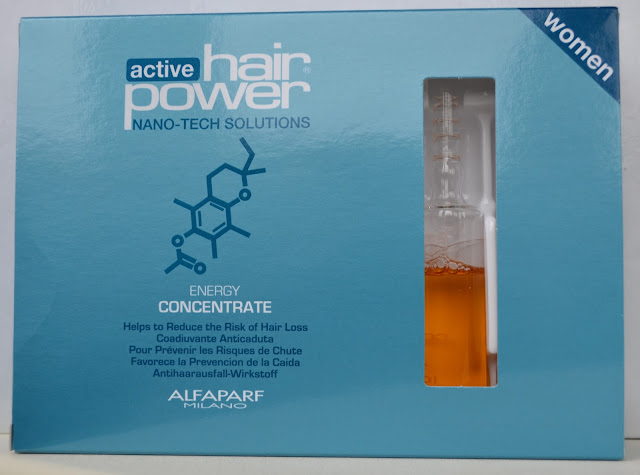 women
active hair®
power
NANO-TECH SOLUTIONS
O
O
O
ENERGY
CONCENTRATE
Helps to Reduce the Risk of Hair Loss
Coadiuvante Anticaduta
Pour Prévenir les Risques de Chute
Favorece la Prevencion de la Caida
Antihaarausfall-Wirkstoff
ALFAPARF
MILANO